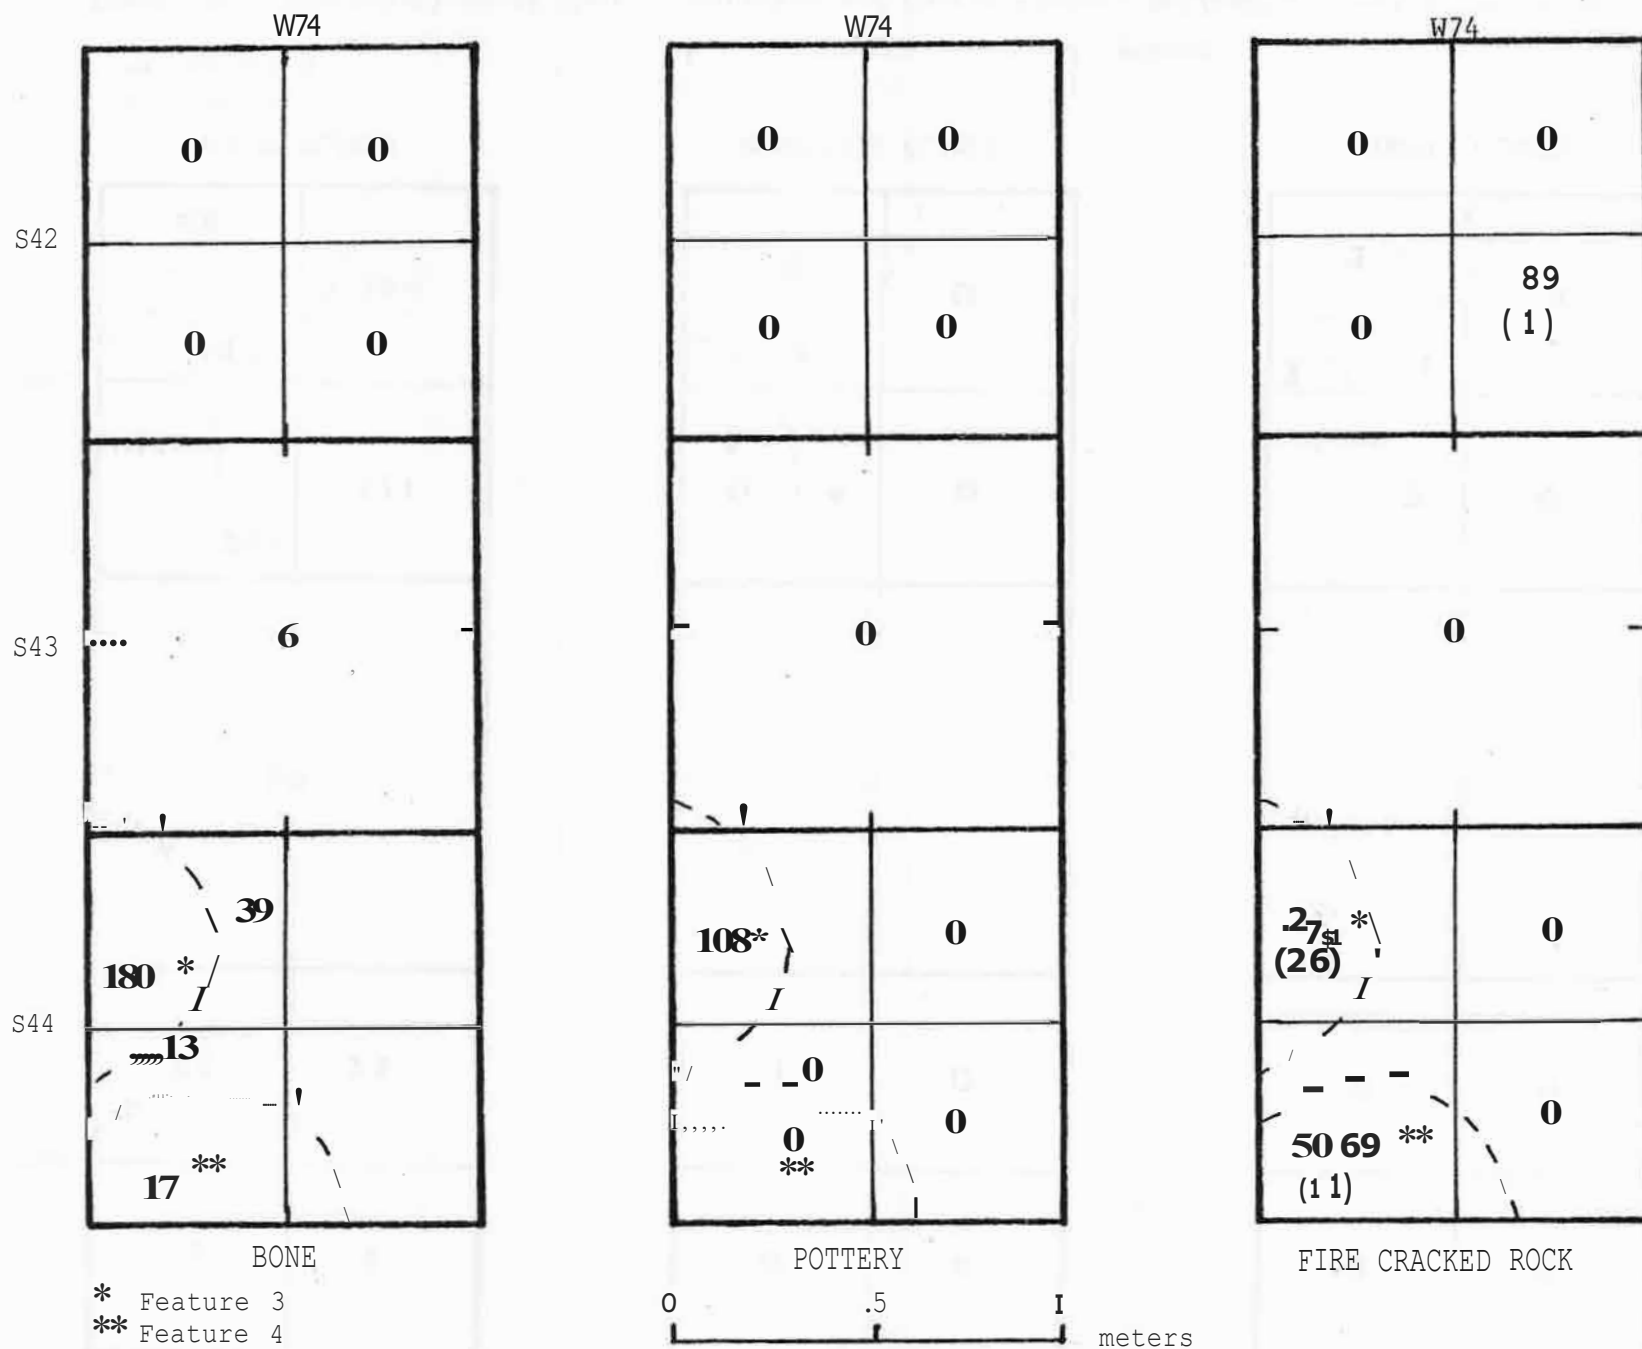 W74 W74 W74
0 0 0 0 0 0
S42
89
0 0 0 0 0 (1)
S43 6 0 0
39
108* 0 * 0
180 * (26)
S44
13 0
0 0
0 50 69 **
17 ** ** (11)
BONE POTTERY FIRE CRACKED ROCK
* Feature 3 0 .5 I
** Feature 4 meters